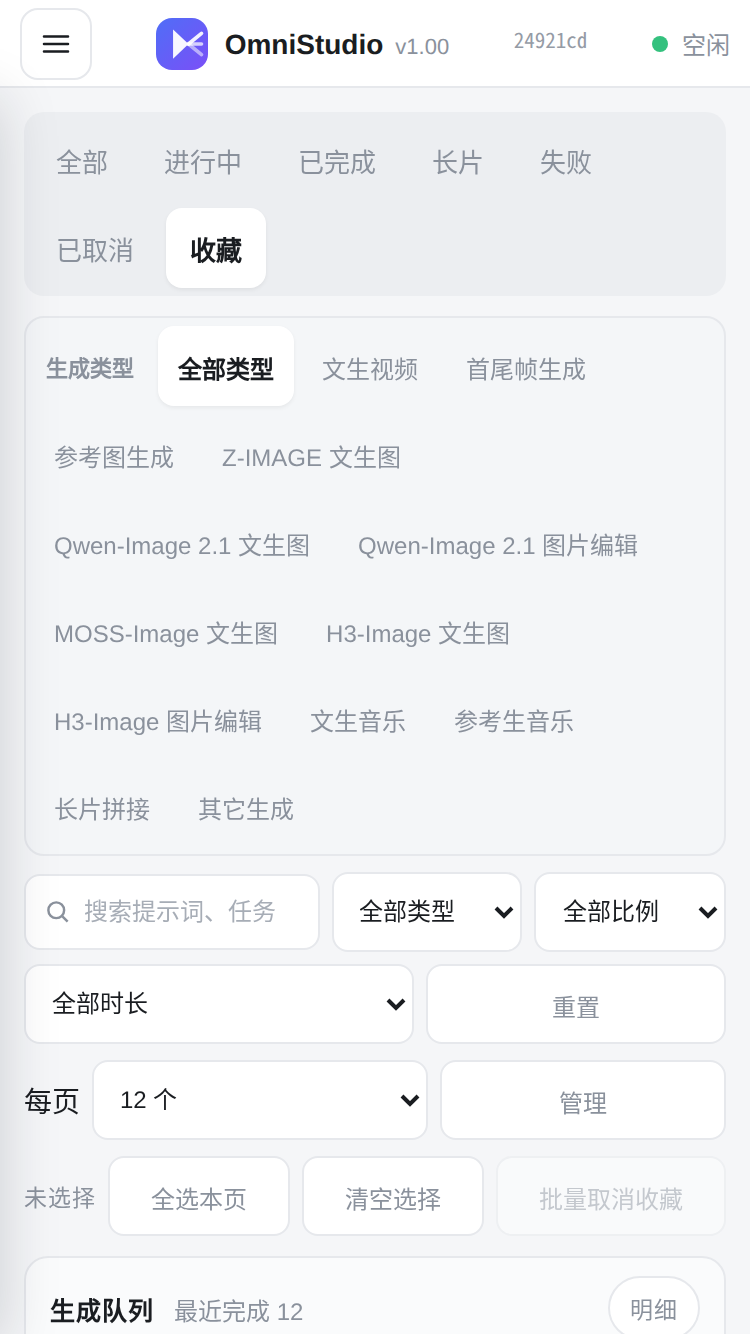 OmniStudio v1.00 24921cd 空闲
全部 进行中 已完成 长片 失败
已取消 收藏
生成类型 全部类型 文生视频 首尾帧生成
参考图生成 Z-IMAGE 文生图
Qwen-Image 2.1 文生图 Qwen-Image 2.1 图片编辑
MOSS-Image 文生图 H3-Image 文生图
H3-Image 图片编辑 文生音乐 参考生音乐
长片拼接 其它生成
搜索提示词、任务 全部类型 全部比例
全部时长 重置
每页 12 个 管理
未选择 全选本页 清空选择 批量取消收藏
生成队列 最近完成 12 明细